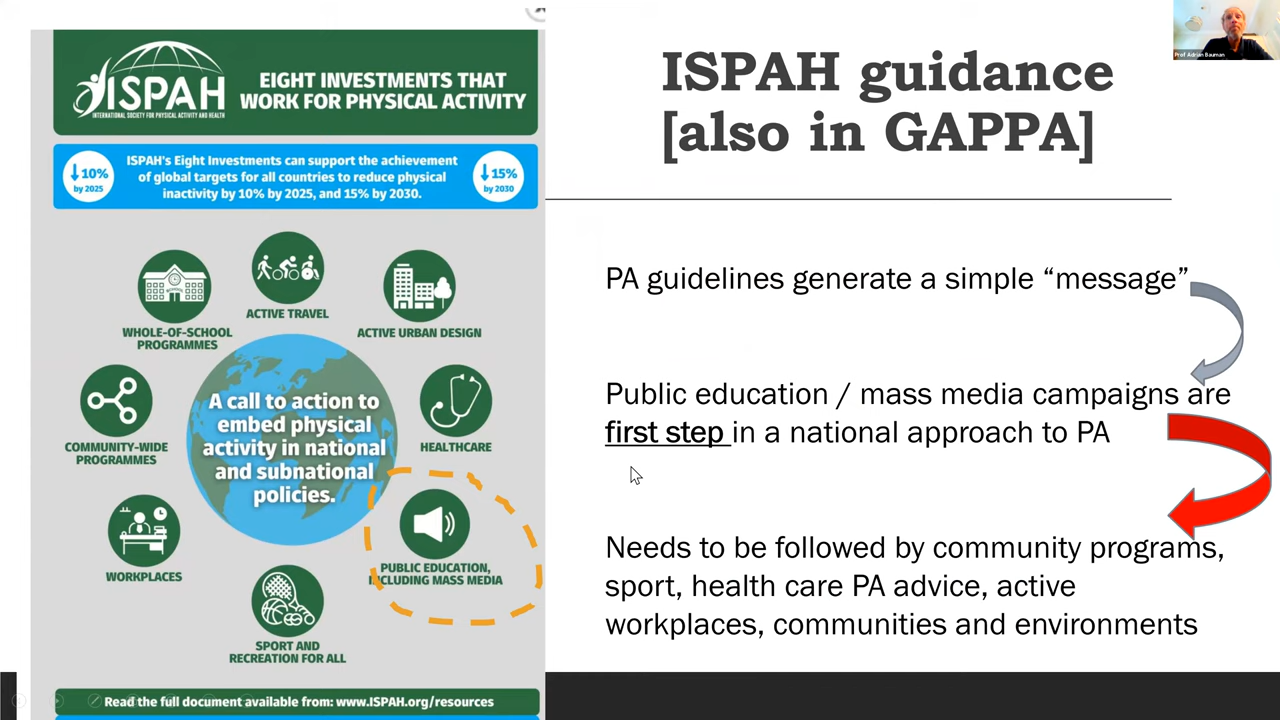 ISPAH
INTERNATIONAL SOCIETY FOR PHYSICAL ACTIVITY AND HEALTH
EIGHT INVESTMENTS THAT
WORK FOR PHYSICAL ACTIVITY
↓10%
by 2025
ISPAH's Eight Investments can support the achievement
of global targets for all countries to reduce physical
inactivity by 10% by 2025, and 15% by 2030.
↓15%
by 2030
WHOLE-OF-SCHOOL
PROGRAMMES
ACTIVE TRAVEL
ACTIVE URBAN DESIGN
COMMUNITY-WIDE
PROGRAMMES
A call to action to
embed physical
activity in national
and subnational
policies.
HEALTHCARE
WORKPLACES
PUBLIC EDUCATION,
INCLUDING MASS MEDIA
SPORT AND
RECREATION FOR ALL
Read the full document available from: www.ISPAH.org/resources
ISPAH guidance
[also in GAPPA]
PA guidelines generate a simple “message”
Public education / mass media campaigns are
first step in a national approach to PA
Needs to be followed by community programs,
sport, health care PA advice, active
workplaces, communities and environments
Prof Adrian Bauman